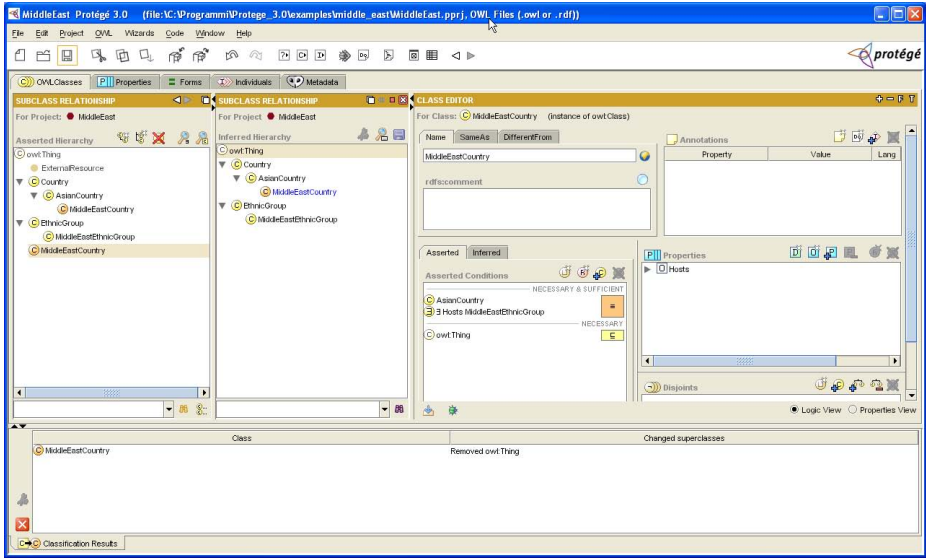 MiddleEast Protégé 3.0 (file:\C:\Programmi\Protege_3.0\examples\middle_east\MiddleEast.pprj, OWL Files (.owl or .rdf))
File Edit Project OWL Wizards Code Window Help
protégé
OWLClasses Properties Forms Individuals Metadata
SUBCLASS RELATIONSHIP
For Project: MiddleEast
Asserted Hierarchy
owl:Thing
ExternalResource
Country
AsianCountry
MiddleEastCountry
EthnicGroup
MiddleEastEthnicGroup
MiddleEastCountry
SUBCLASS RELATIONSHIP
For Project MiddleEast
Inferred Hierarchy
owl:Thing
Country
AsianCountry
MiddleEastCountry
EthnicGroup
MiddleEastEthnicGroup
CLASS EDITOR
For Class: MiddleEastCountry (instance of owl:Class)
Name SameAs DifferentFrom
MiddleEastCountry
rdfs:comment
Annotations
Property Value Lang
Asserted Inferred
Asserted Conditions
NECESSARY & SUFFICIENT
AsianCountry
∃ Hosts MiddleEastEthnicGroup
NECESSARY
owl:Thing
Properties
Hosts
Disjoints
Logic View Properties View
Class Changed superclasses
MiddleEastCountry Removed owl:Thing
Classification Results